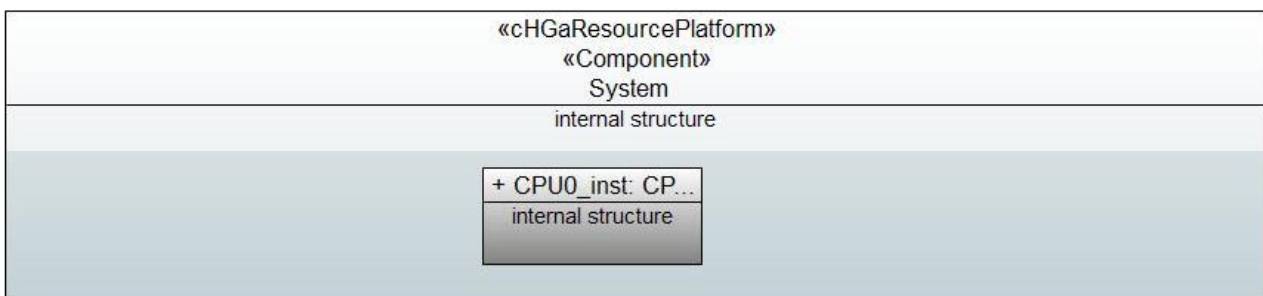 «cHGaResourcePlatform»
«Component»
System
internal structure
+ CPU0_inst: CP...
internal structure